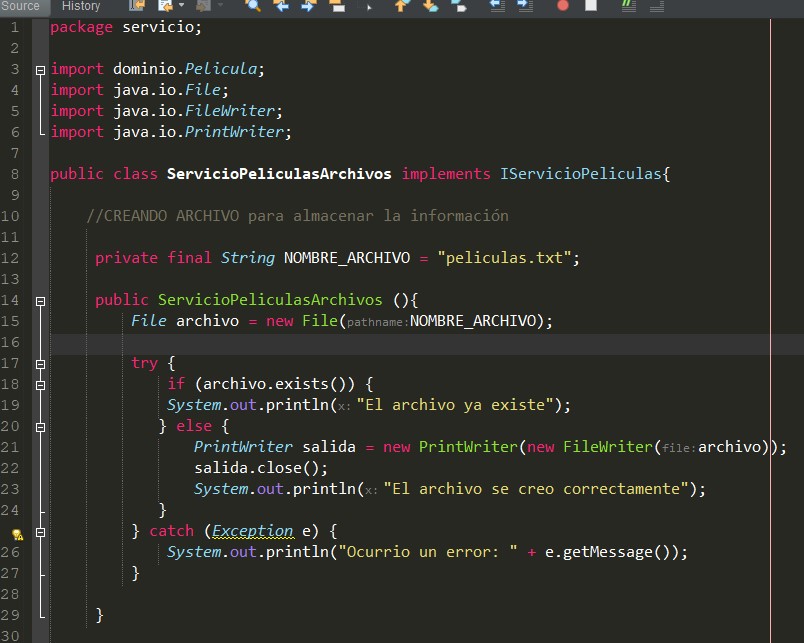 Source History
1 package servicio;
2
3 import dominio.Pelicula;
4 import java.io.File;
5 import java.io.FileWriter;
6 import java.io.PrintWriter;
7
8 public class ServicioPeliculasArchivos implements IServicioPeliculas{
9
10 //CREANDO ARCHIVO para almacenar la información
11
12 private final String NOMBRE_ARCHIVO = "peliculas.txt";
13
14 public ServicioPeliculasArchivos (){
15 File archivo = new File(pathname:NOMBRE_ARCHIVO);
16
17 try {
18 if (archivo.exists()) {
19 System.out.println(x:"El archivo ya existe");
20 } else {
21 PrintWriter salida = new PrintWriter(new FileWriter(file:archivo));
22 salida.close();
23 System.out.println(x:"El archivo se creo correctamente");
24 }
} catch (Exception e) {
26 System.out.println("Ocurrio un error: " + e.getMessage());
27 }
28
29 }
30